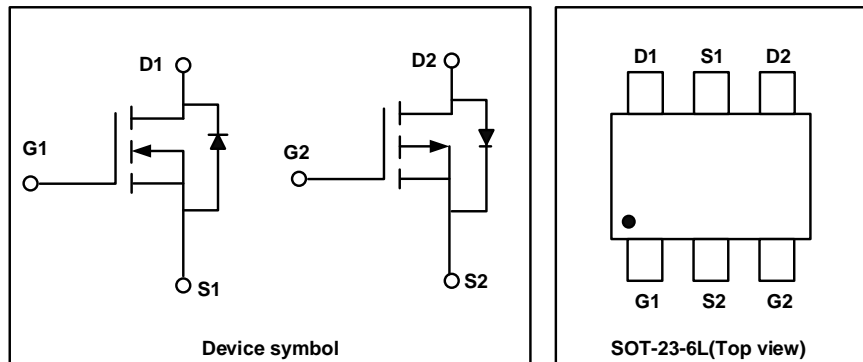 D1
D2
G1
G2
S1
S2
Device symbol
D1 S1 D2
G1 S2 G2
SOT-23-6L(Top view)